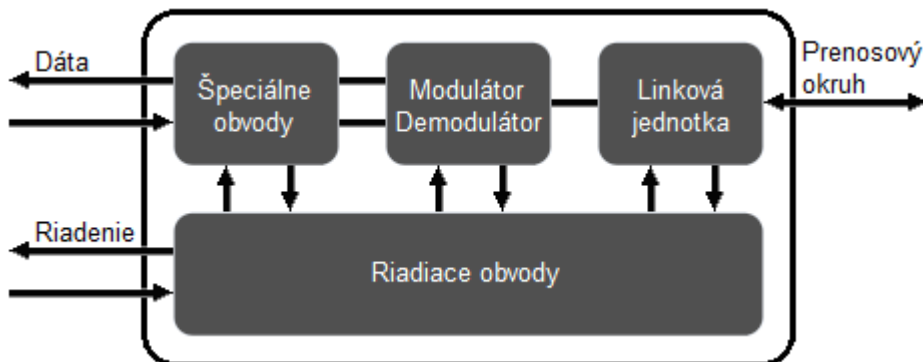 Dáta
Špeciálne
obvody
Modulátor
Demodulátor
Linková
jednotka
Prenosový
okruh
Riadenie
Riadiace obvody